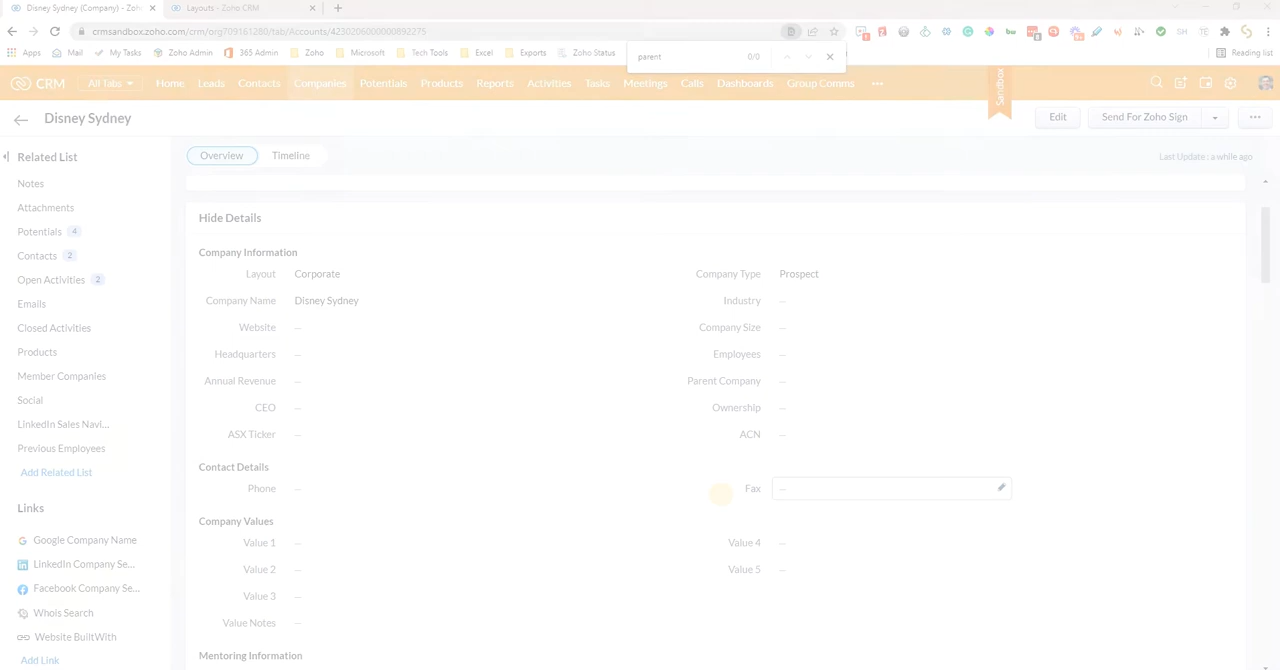 Disney Sydney (Company) - Zoh
Layouts - Zoho CRM
crmsandbox.zoho.com/crm/org709161280/tab/Accounts/4230206000000892275
Apps Mail My Tasks Zoho Admin 365 Admin Zoho Microsoft Tech Tools Excel Exports Zoho Status Reading list
parent 0/0
CRM All Tabs Home Leads Contacts Companies Potentials Products Reports Activities Tasks Meetings Calls Dashboards Group Comms
Sandbox
Disney Sydney
Edit Send For Zoho Sign
Related List
Overview Timeline
Last Update : a while ago
Notes
Attachments
Potentials 4
Contacts 2
Open Activities 2
Emails
Closed Activities
Products
Member Companies
Social
LinkedIn Sales Navi...
Previous Employees
Add Related List
Links
Google Company Name
LinkedIn Company Se...
Facebook Company Se...
Whois Search
Website BuiltWith
Add Link
Hide Details
Company Information
Layout Corporate Company Type Prospect
Company Name Disney Sydney Industry —
Website — Company Size —
Headquarters — Employees —
Annual Revenue — Parent Company —
CEO — Ownership —
ASX Ticker — ACN —
Contact Details
Phone — Fax —
Company Values
Value 1 — Value 4 —
Value 2 — Value 5 —
Value 3 —
Value Notes —
Mentoring Information